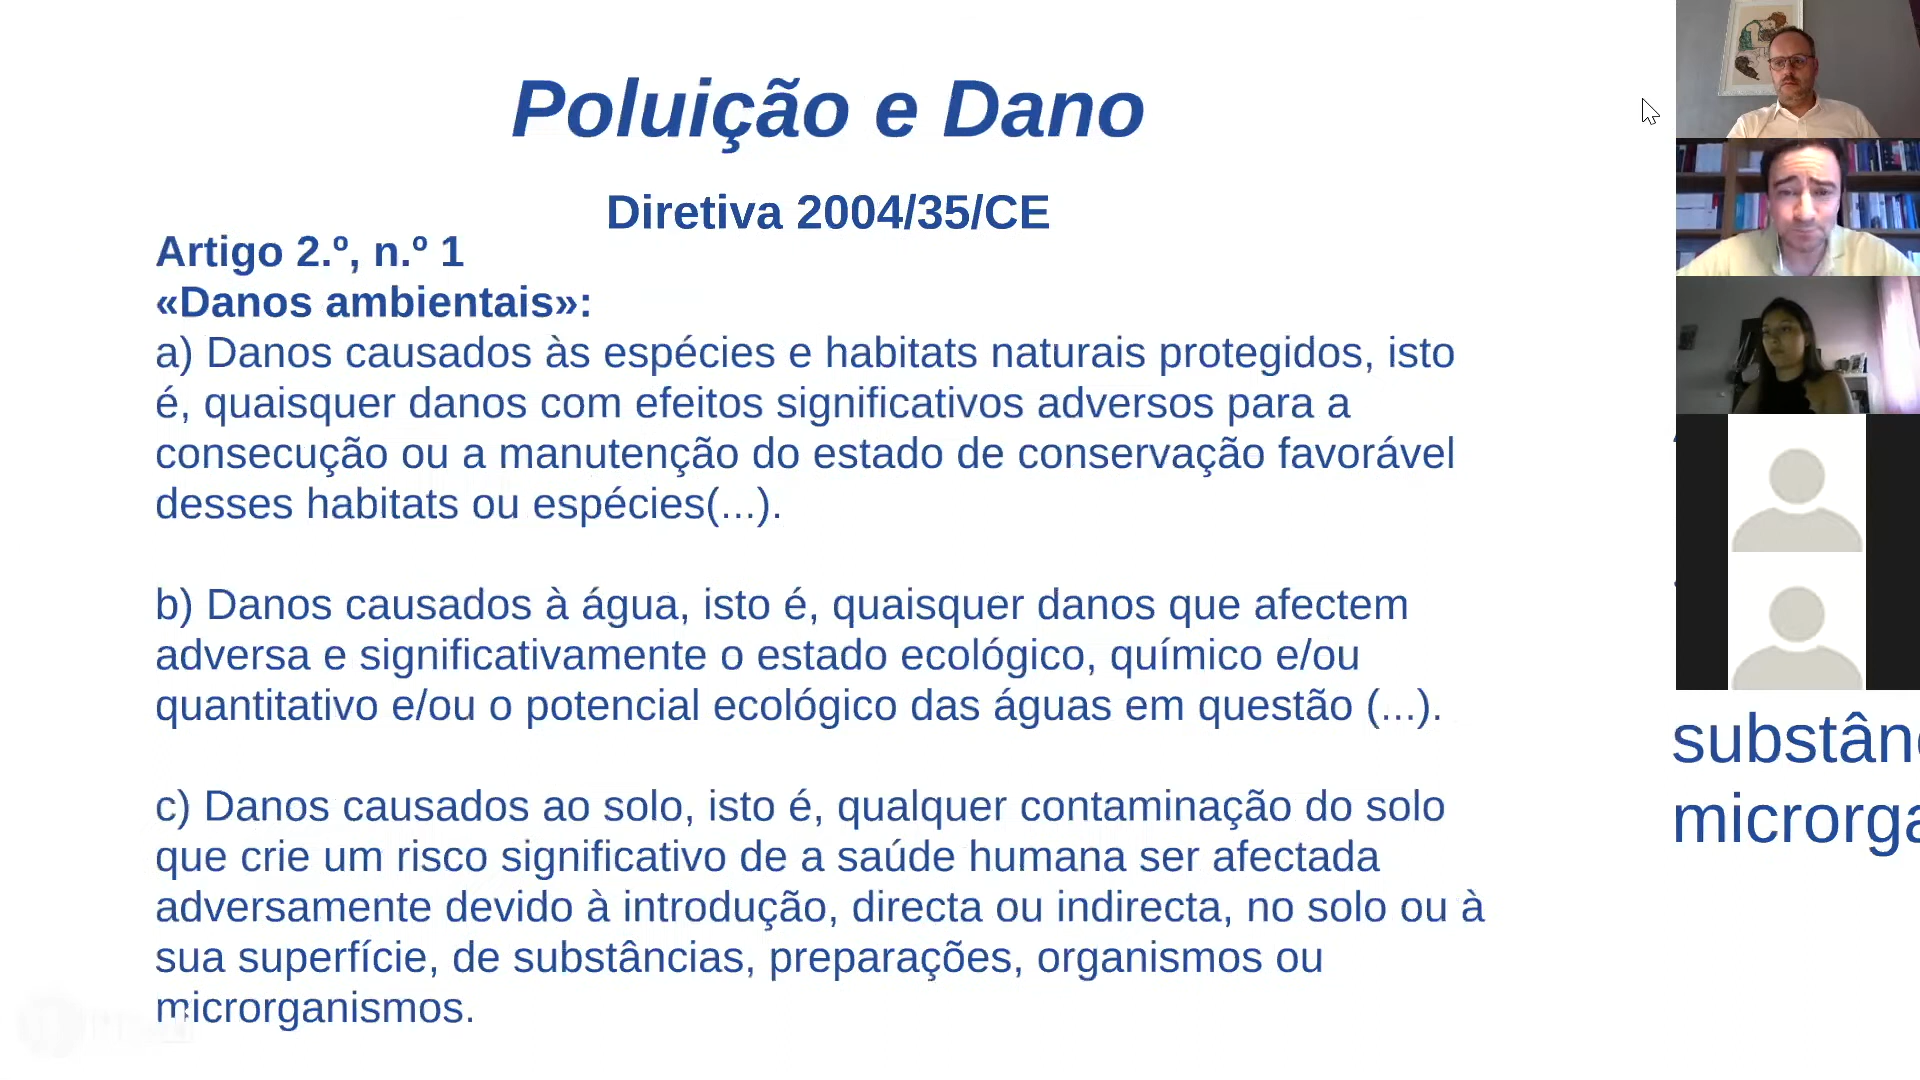 Poluição e Dano
Diretiva 2004/35/CE
Artigo 2.º, n.º 1
«Danos ambientais»:
a) Danos causados às espécies e habitats naturais protegidos, isto
é, quaisquer danos com efeitos significativos adversos para a
consecução ou a manutenção do estado de conservação favorável
desses habitats ou espécies(...).
b) Danos causados à água, isto é, quaisquer danos que afectem
adversa e significativamente o estado ecológico, químico e/ou
quantitativo e/ou o potencial ecológico das águas em questão (...).
c) Danos causados ao solo, isto é, qualquer contaminação do solo
que crie um risco significativo de a saúde humana ser afectada
adversamente devido à introdução, directa ou indirecta, no solo ou à
sua superfície, de substâncias, preparações, organismos ou
microrganismos.
substân
microrga